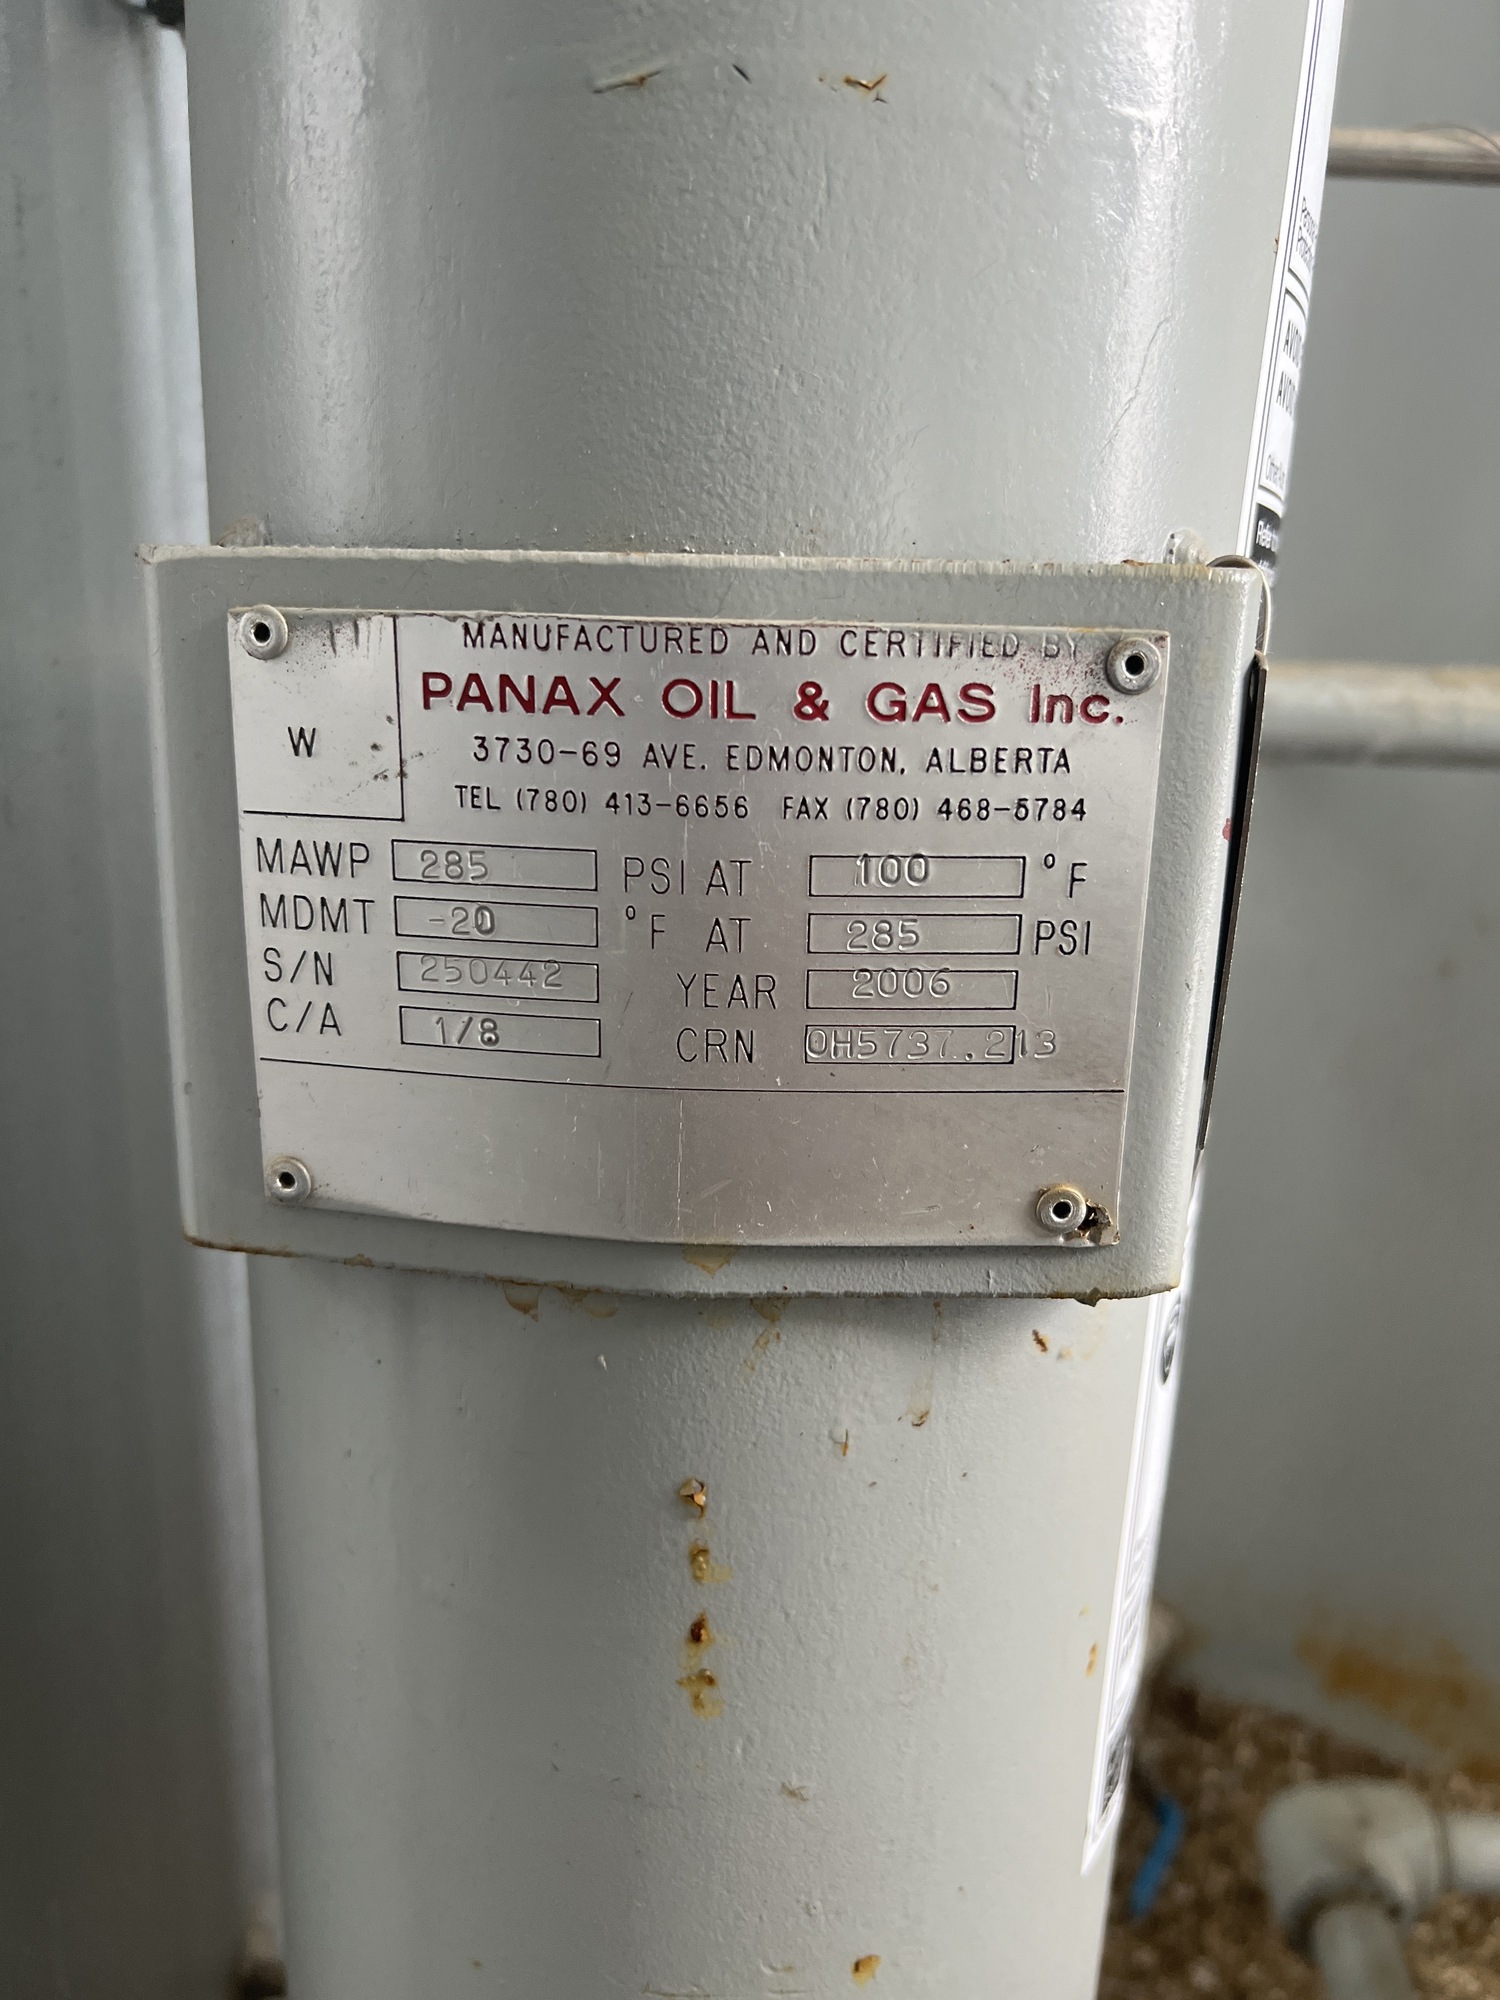 MANUFACTURED AND CERTIFIED BY
PANAX OIL & GAS Inc.
W
3730-69 AVE. EDMONTON, ALBERTA
TEL (780) 413-6656 FAX (780) 468-5784
MAWP 285 PSI AT 100 °F
MDMT -20 °F AT 285 PSI
S/N 250442 YEAR 2006
C/A 1/8 CRN 0H5737.213